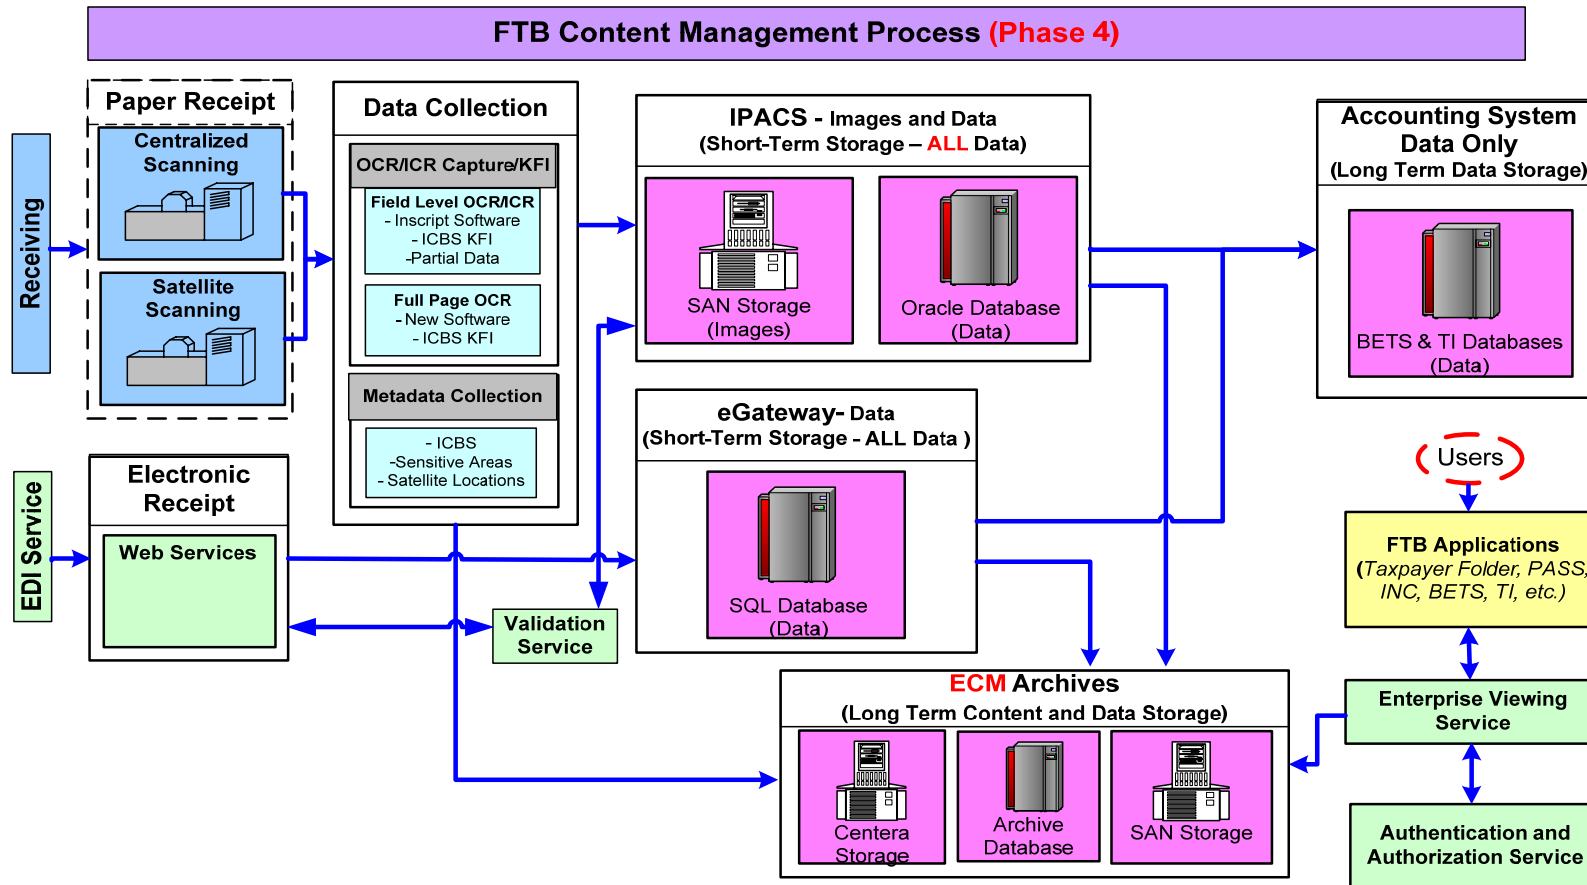 FTB Content Management Process (Phase 4)
Receiving
Paper Receipt
Centralized
Scanning
Satellite
Scanning
EDI Service
Electronic
Receipt
Web Services
Data Collection
OCR/ICR Capture/KFI
Field Level OCR/ICR
- Inscript Software
- ICBS KFI
-Partial Data
Full Page OCR
- New Software
- ICBS KFI
Metadata Collection
- ICBS
-Sensitive Areas
- Satellite Locations
Validation
Service
IPACS - Images and Data
(Short-Term Storage – ALL Data)
SAN Storage
(Images)
Oracle Database
(Data)
eGateway- Data
(Short-Term Storage - ALL Data )
SQL Database
(Data)
ECM Archives
(Long Term Content and Data Storage)
Centera
Storage
Archive
Database
SAN Storage
Accounting System
Data Only
(Long Term Data Storage)
BETS & TI Databases
(Data)
Users
FTB Applications
(Taxpayer Folder, PASS,
INC, BETS, TI, etc.)
Enterprise Viewing
Service
Authentication and
Authorization Service